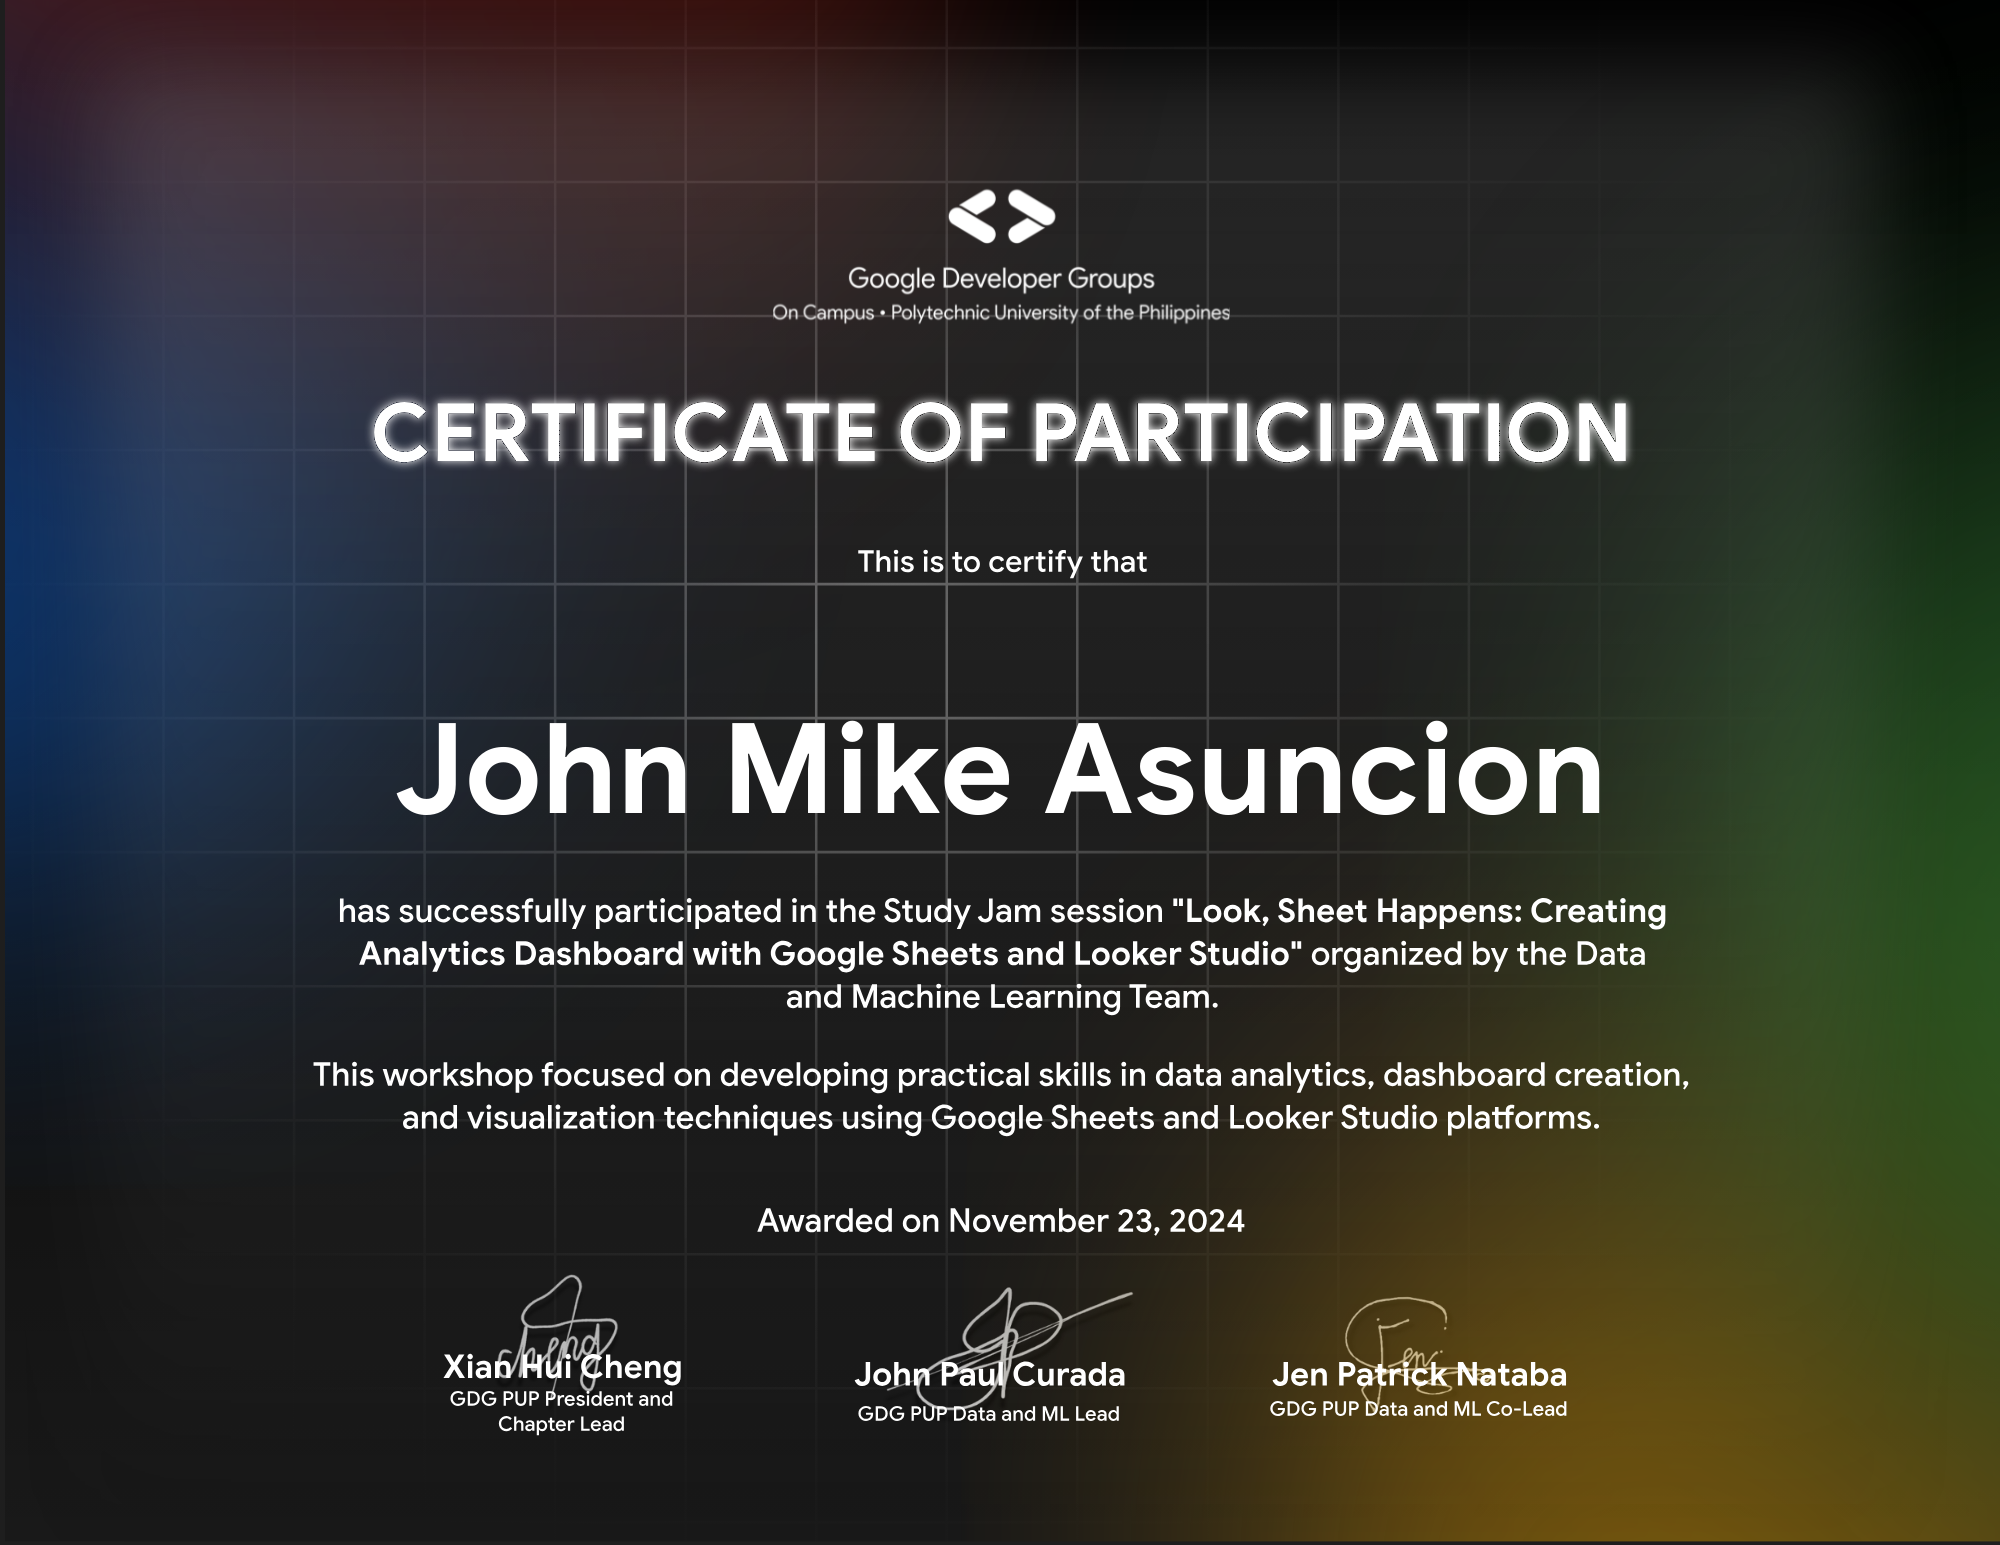 Google Developer Groups
On Campus • Polytechnic University of the Philippines
CERTIFICATE OF PARTICIPATION
This is to certify that
John Mike Asuncion
has successfully participated in the Study Jam session "Look, Sheet Happens: Creating
Analytics Dashboard with Google Sheets and Looker Studio" organized by the Data
and Machine Learning Team.
This workshop focused on developing practical skills in data analytics, dashboard creation,
and visualization techniques using Google Sheets and Looker Studio platforms.
Awarded on November 23, 2024
Xian Hui Cheng
GDG PUP President and
Chapter Lead
John Paul Curada
GDG PUP Data and ML Lead
Jen Patrick Nataba
GDG PUP Data and ML Co-Lead